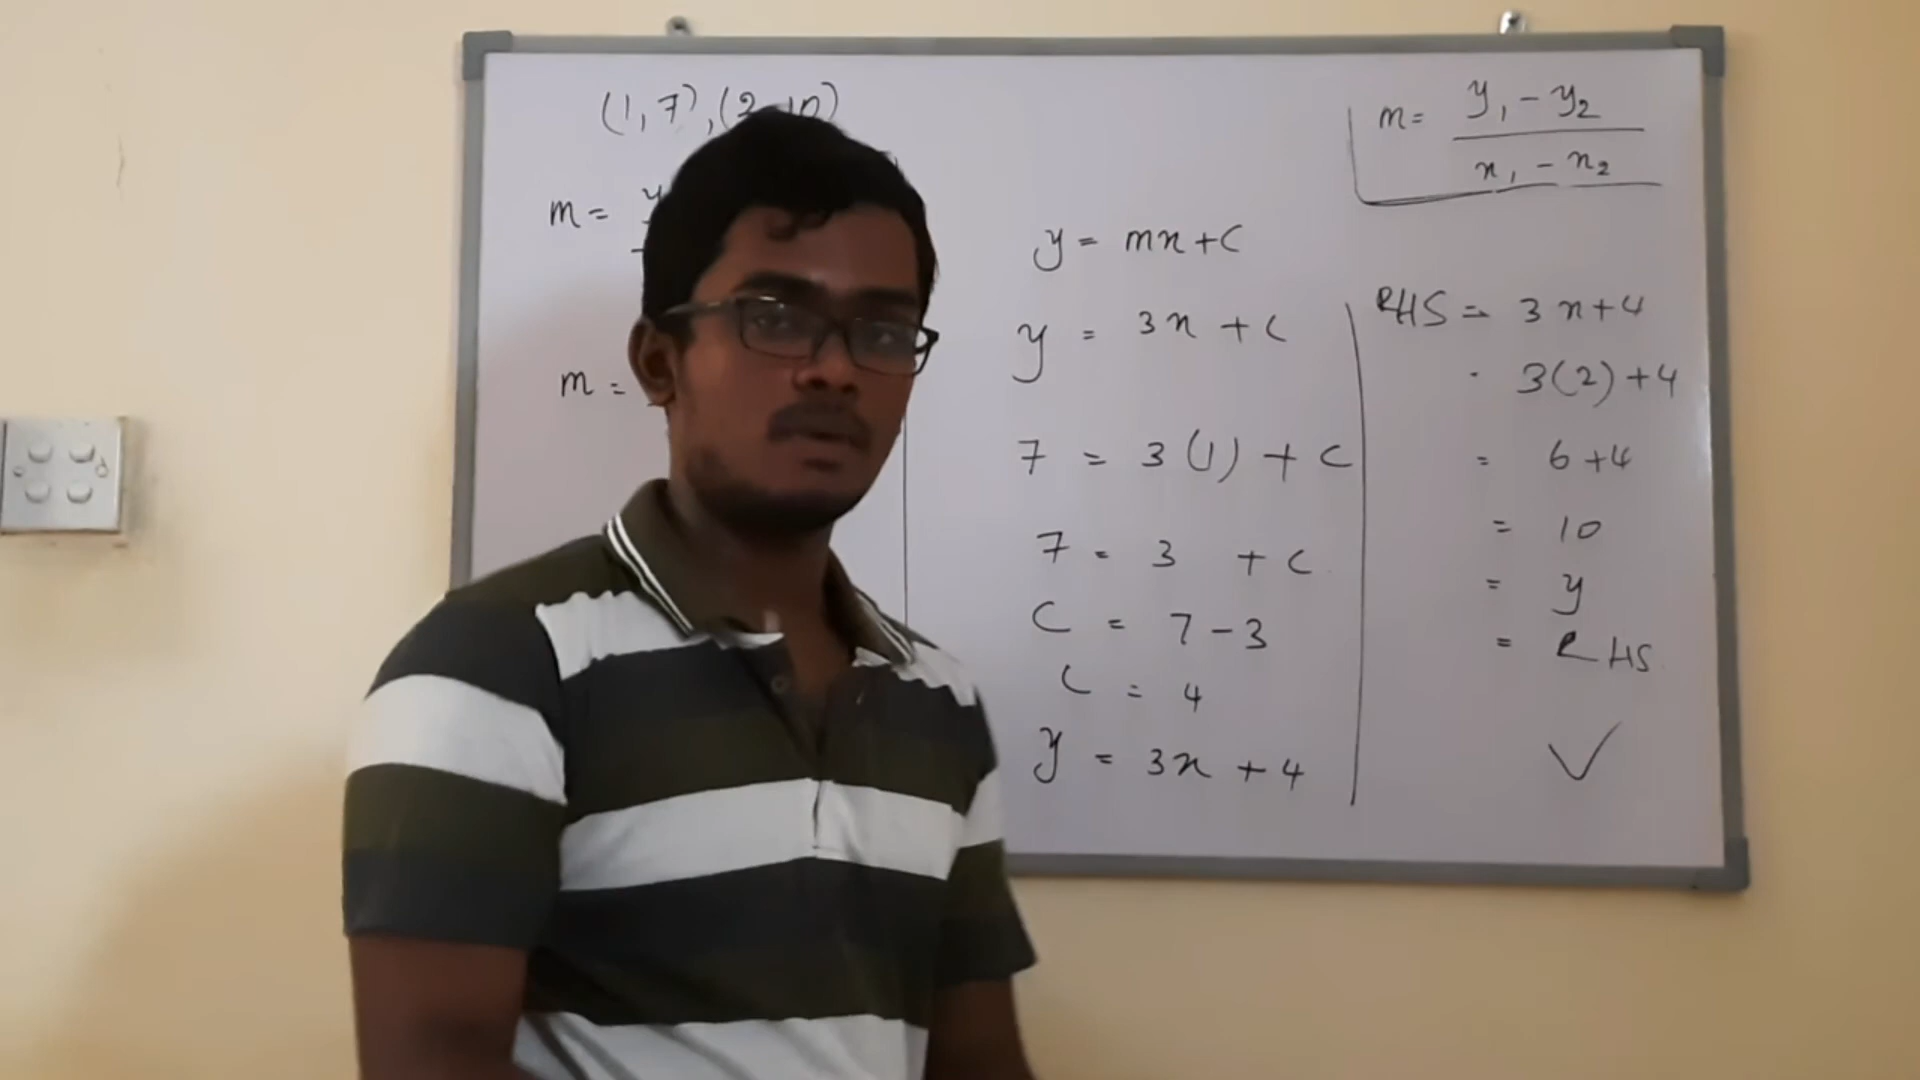 (1, 7), (2, 10)
m =
m =
y = mx + c
y = 3x + c
7 = 3(1) + c
7 = 3 + c
c = 7 - 3
c = 4
y = 3x + 4
m = y₁ - y₂
x₁ - x₂
RHS = 3x + 4
= 3(2) + 4
= 6 + 4
= 10
= y
= RHS
✓